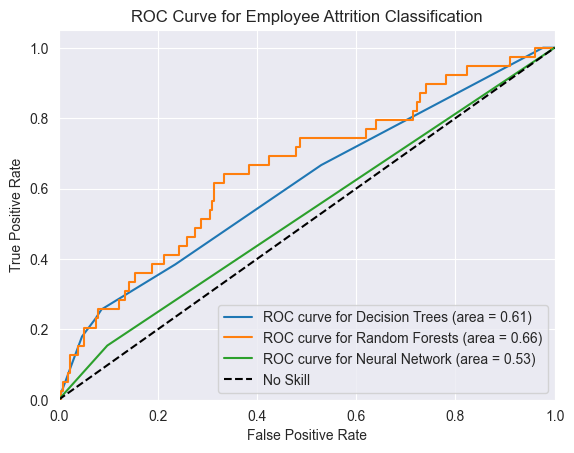 ROC Curve for Employee Attrition Classification
True Positive Rate
1.0
0.8
0.6
0.4
0.2
0.0
ROC curve for Decision Trees (area = 0.61)
ROC curve for Random Forests (area = 0.66)
ROC curve for Neural Network (area = 0.53)
No Skill
0.0 0.2 0.4 0.6 0.8 1.0
False Positive Rate